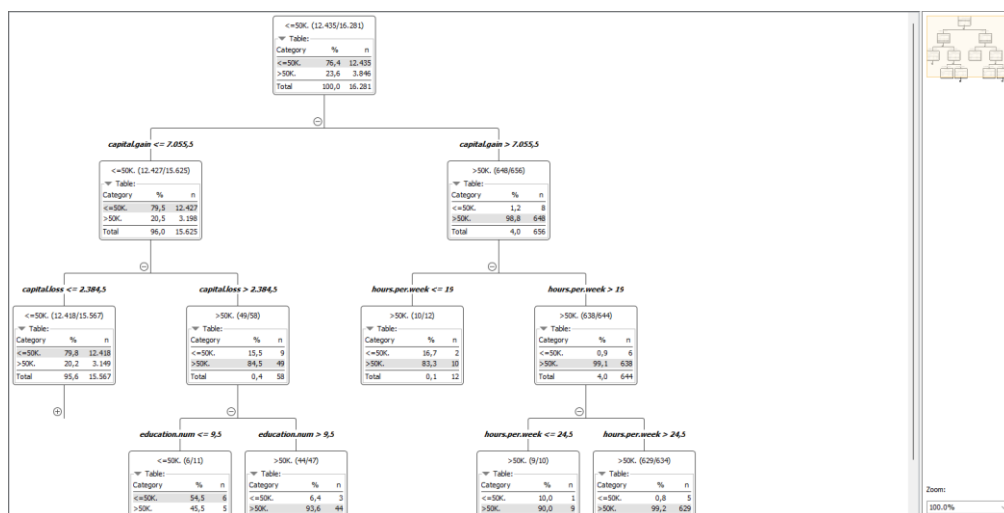 <=50K. (12.435/16.281)
Table:
Category % n
<=50K. 76,4 12.435
>50K. 23,6 3.846
Total 100,0 16.281
capital.gain <= 7.055,5
capital.gain > 7.055,5
<=50K. (12.427/15.625)
Table:
Category % n
<=50K. 79,5 12.427
>50K. 20,5 3.198
Total 96,0 15.625
>50K. (648/656)
Table:
Category % n
<=50K. 1,2 8
>50K. 98,8 648
Total 4,0 656
capital.loss <= 2.384,5
capital.loss > 2.384,5
hours.per.week <= 19
hours.per.week > 19
<=50K. (12.418/15.567)
Table:
Category % n
<=50K. 79,8 12.418
>50K. 20,2 3.149
Total 95,6 15.567
>50K. (49/58)
Table:
Category % n
<=50K. 15,5 9
>50K. 84,5 49
Total 0,4 58
>50K. (10/12)
Table:
Category % n
<=50K. 16,7 2
>50K. 83,3 10
Total 0,1 12
>50K. (638/644)
Table:
Category % n
<=50K. 0,9 6
>50K. 99,1 638
Total 4,0 644
education.num <= 9,5
education.num > 9,5
hours.per.week <= 24,5
hours.per.week > 24,5
<=50K. (6/11)
Table:
Category % n
<=50K. 54,5 6
>50K. 45,5 5
>50K. (44/47)
Table:
Category % n
<=50K. 6,4 3
>50K. 93,6 44
>50K. (9/10)
Table:
Category % n
<=50K. 10,0 1
>50K. 90,0 9
>50K. (629/634)
Table:
Category % n
<=50K. 0,8 5
>50K. 99,2 629
Zoom:
100.0%